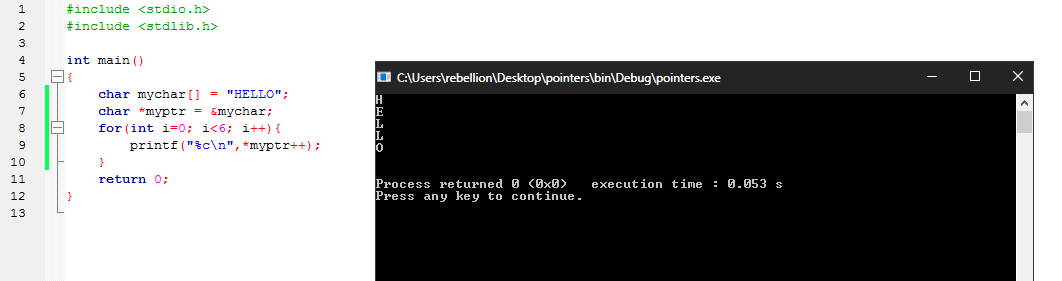 1 #include <stdio.h>
2 #include <stdlib.h>
3
4 int main()
5 {
6 char mychar[] = "HELLO";
7 char *myptr = &mychar;
8 for(int i=0; i<6; i++){
9 printf("%c\n",*myptr++);
10 }
11 return 0;
12 }
13
C:\Users\rebellion\Desktop\pointers\bin\Debug\pointers.exe
H
E
L
L
O
Process returned 0 (0x0)   execution time : 0.053 s
Press any key to continue.